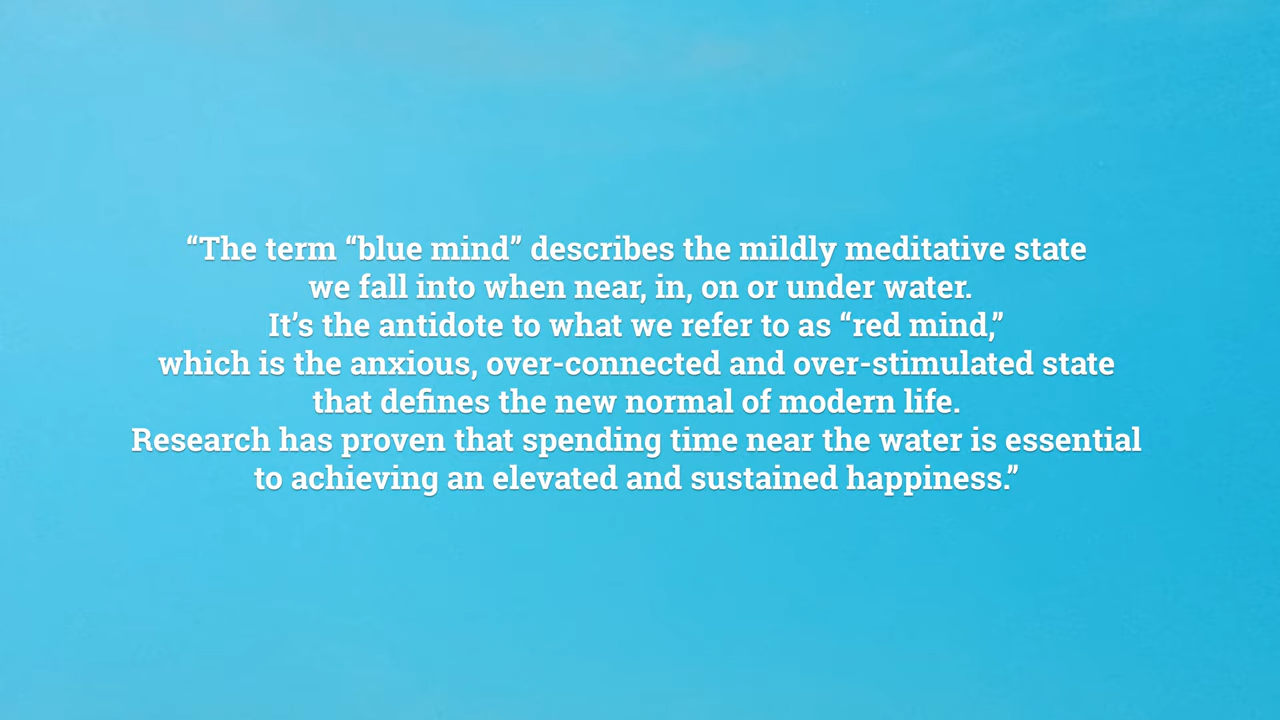 “The term “blue mind” describes the mildly meditative state
we fall into when near, in, on or under water.
It’s the antidote to what we refer to as “red mind,”
which is the anxious, over-connected and over-stimulated state
that defines the new normal of modern life.
Research has proven that spending time near the water is essential
to achieving an elevated and sustained happiness.”